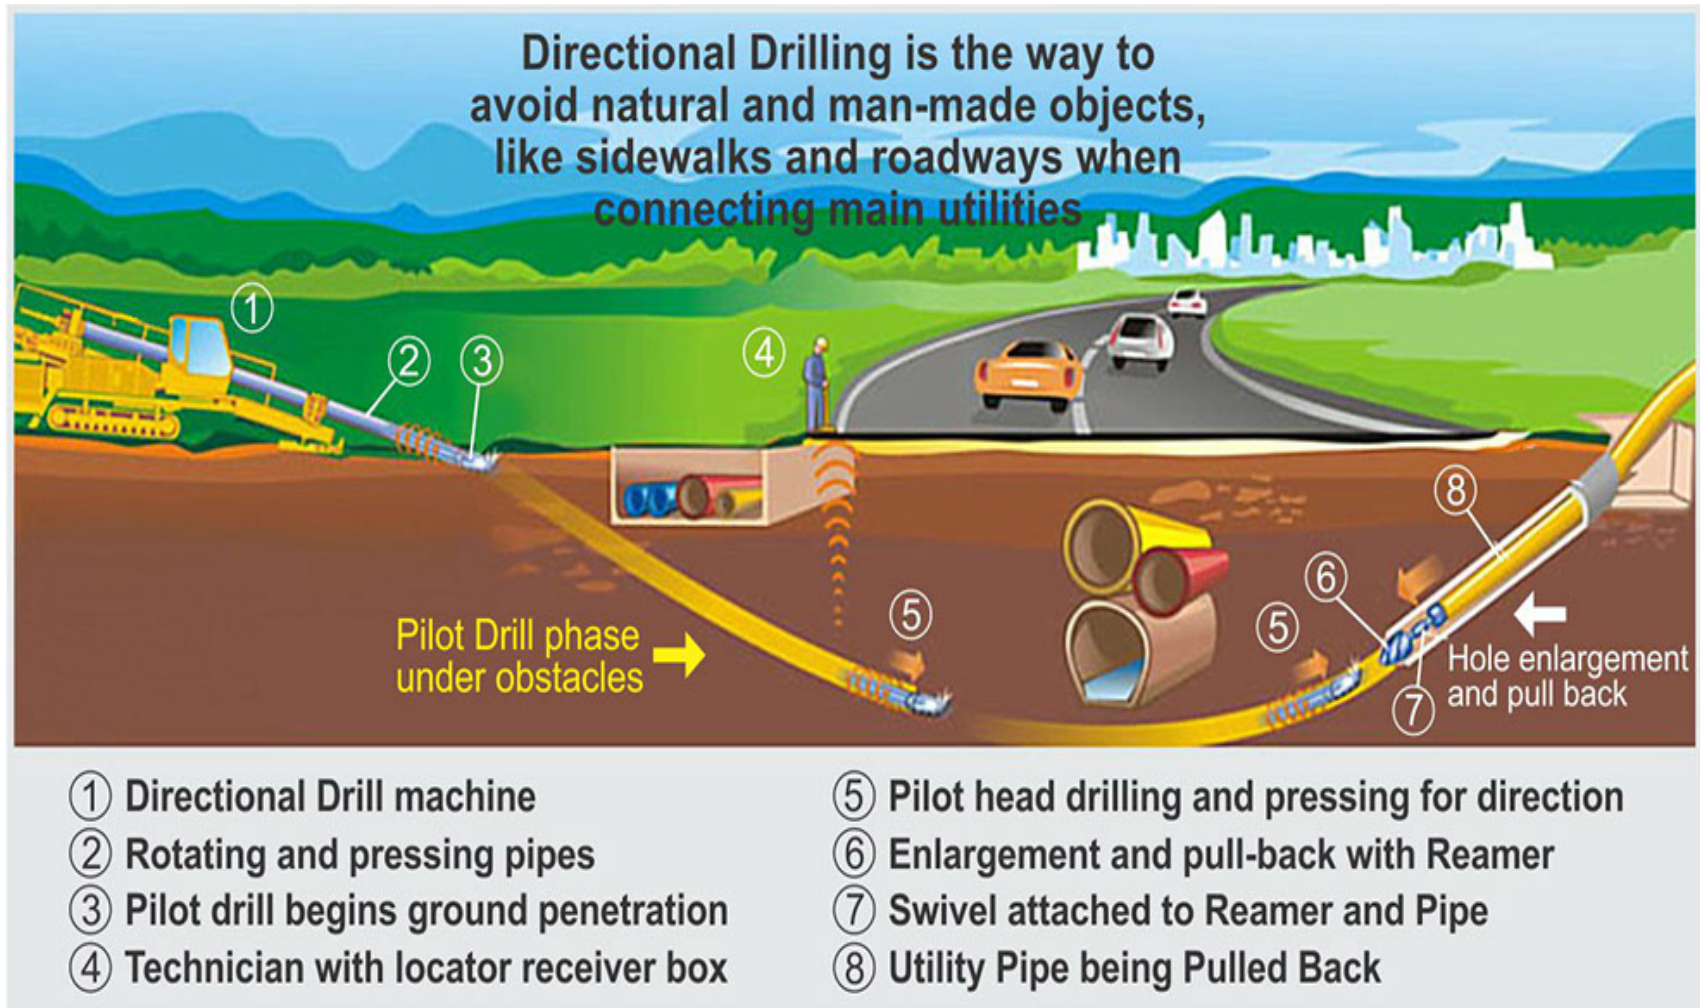 Directional Drilling is the way to
avoid natural and man-made objects,
like sidewalks and roadways when
connecting main utilities
①
② ③
④
⑧
⑥
⑤ ⑤
Pilot Drill phase
under obstacles
Hole enlargement
and pull back
⑦
① Directional Drill machine
② Rotating and pressing pipes
③ Pilot drill begins ground penetration
④ Technician with locator receiver box
⑤ Pilot head drilling and pressing for direction
⑥ Enlargement and pull-back with Reamer
⑦ Swivel attached to Reamer and Pipe
⑧ Utility Pipe being Pulled Back